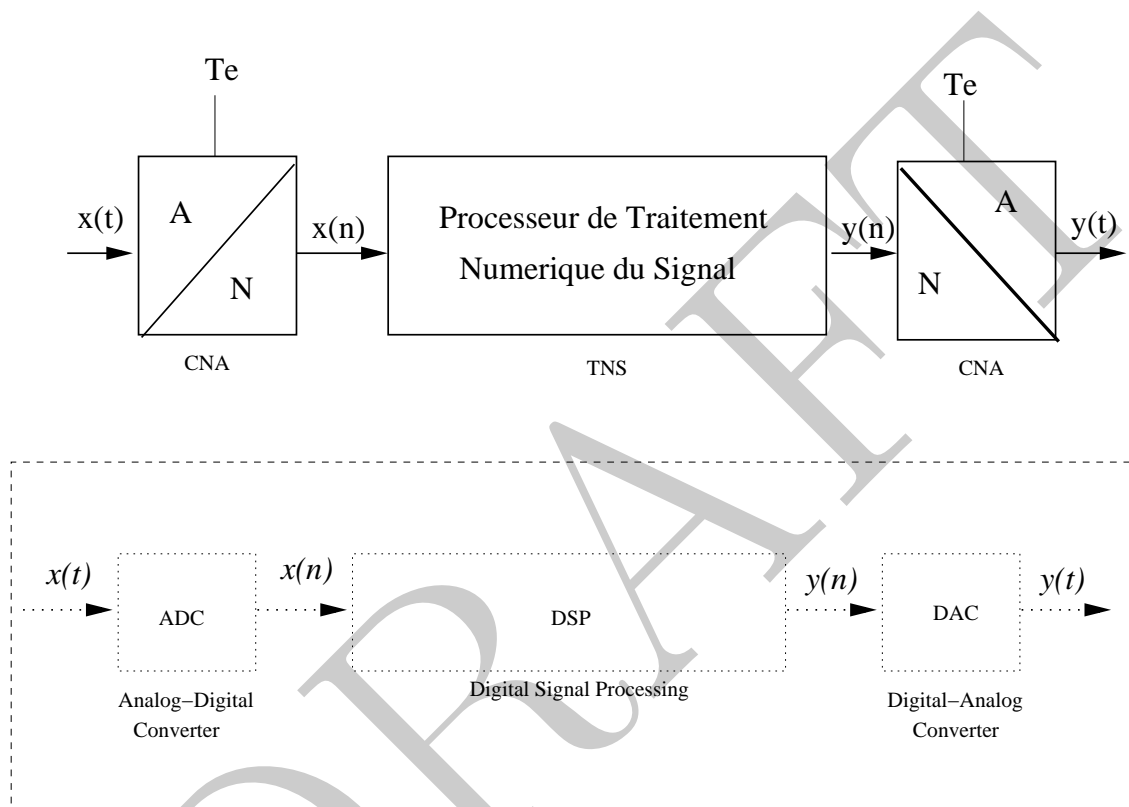 Te
Te
x(t)
A
N
x(n)
Processeur de Traitement
Numerique du Signal
y(n)
A
N
y(t)
CNA
TNS
CNA
x(t)
ADC
x(n)
DSP
y(n)
DAC
y(t)
Analog–Digital
Converter
Digital Signal Processing
Digital–Analog
Converter
DRAFT